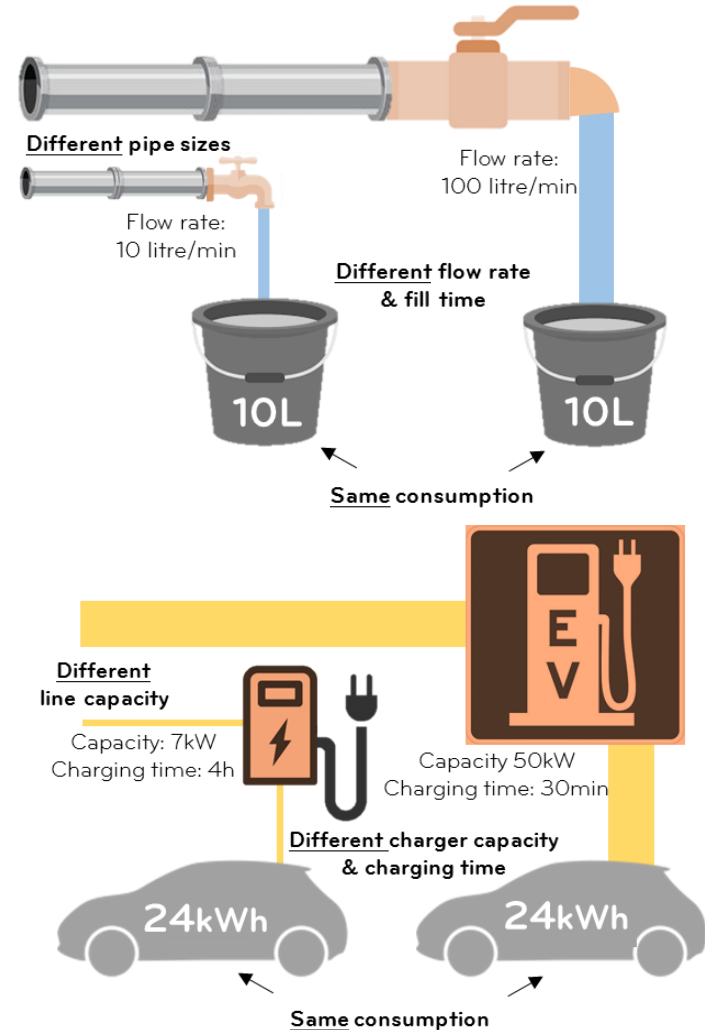 Different pipe sizes
Flow rate:
100 litre/min
Flow rate:
10 litre/min
Different flow rate
& fill time
10L
10L
Same consumption
E
V
Different
line capacity
Capacity: 7kW
Charging time: 4h
Capacity 50kW
Charging time: 30min
Different charger capacity
& charging time
24kWh
24kWh
Same consumption